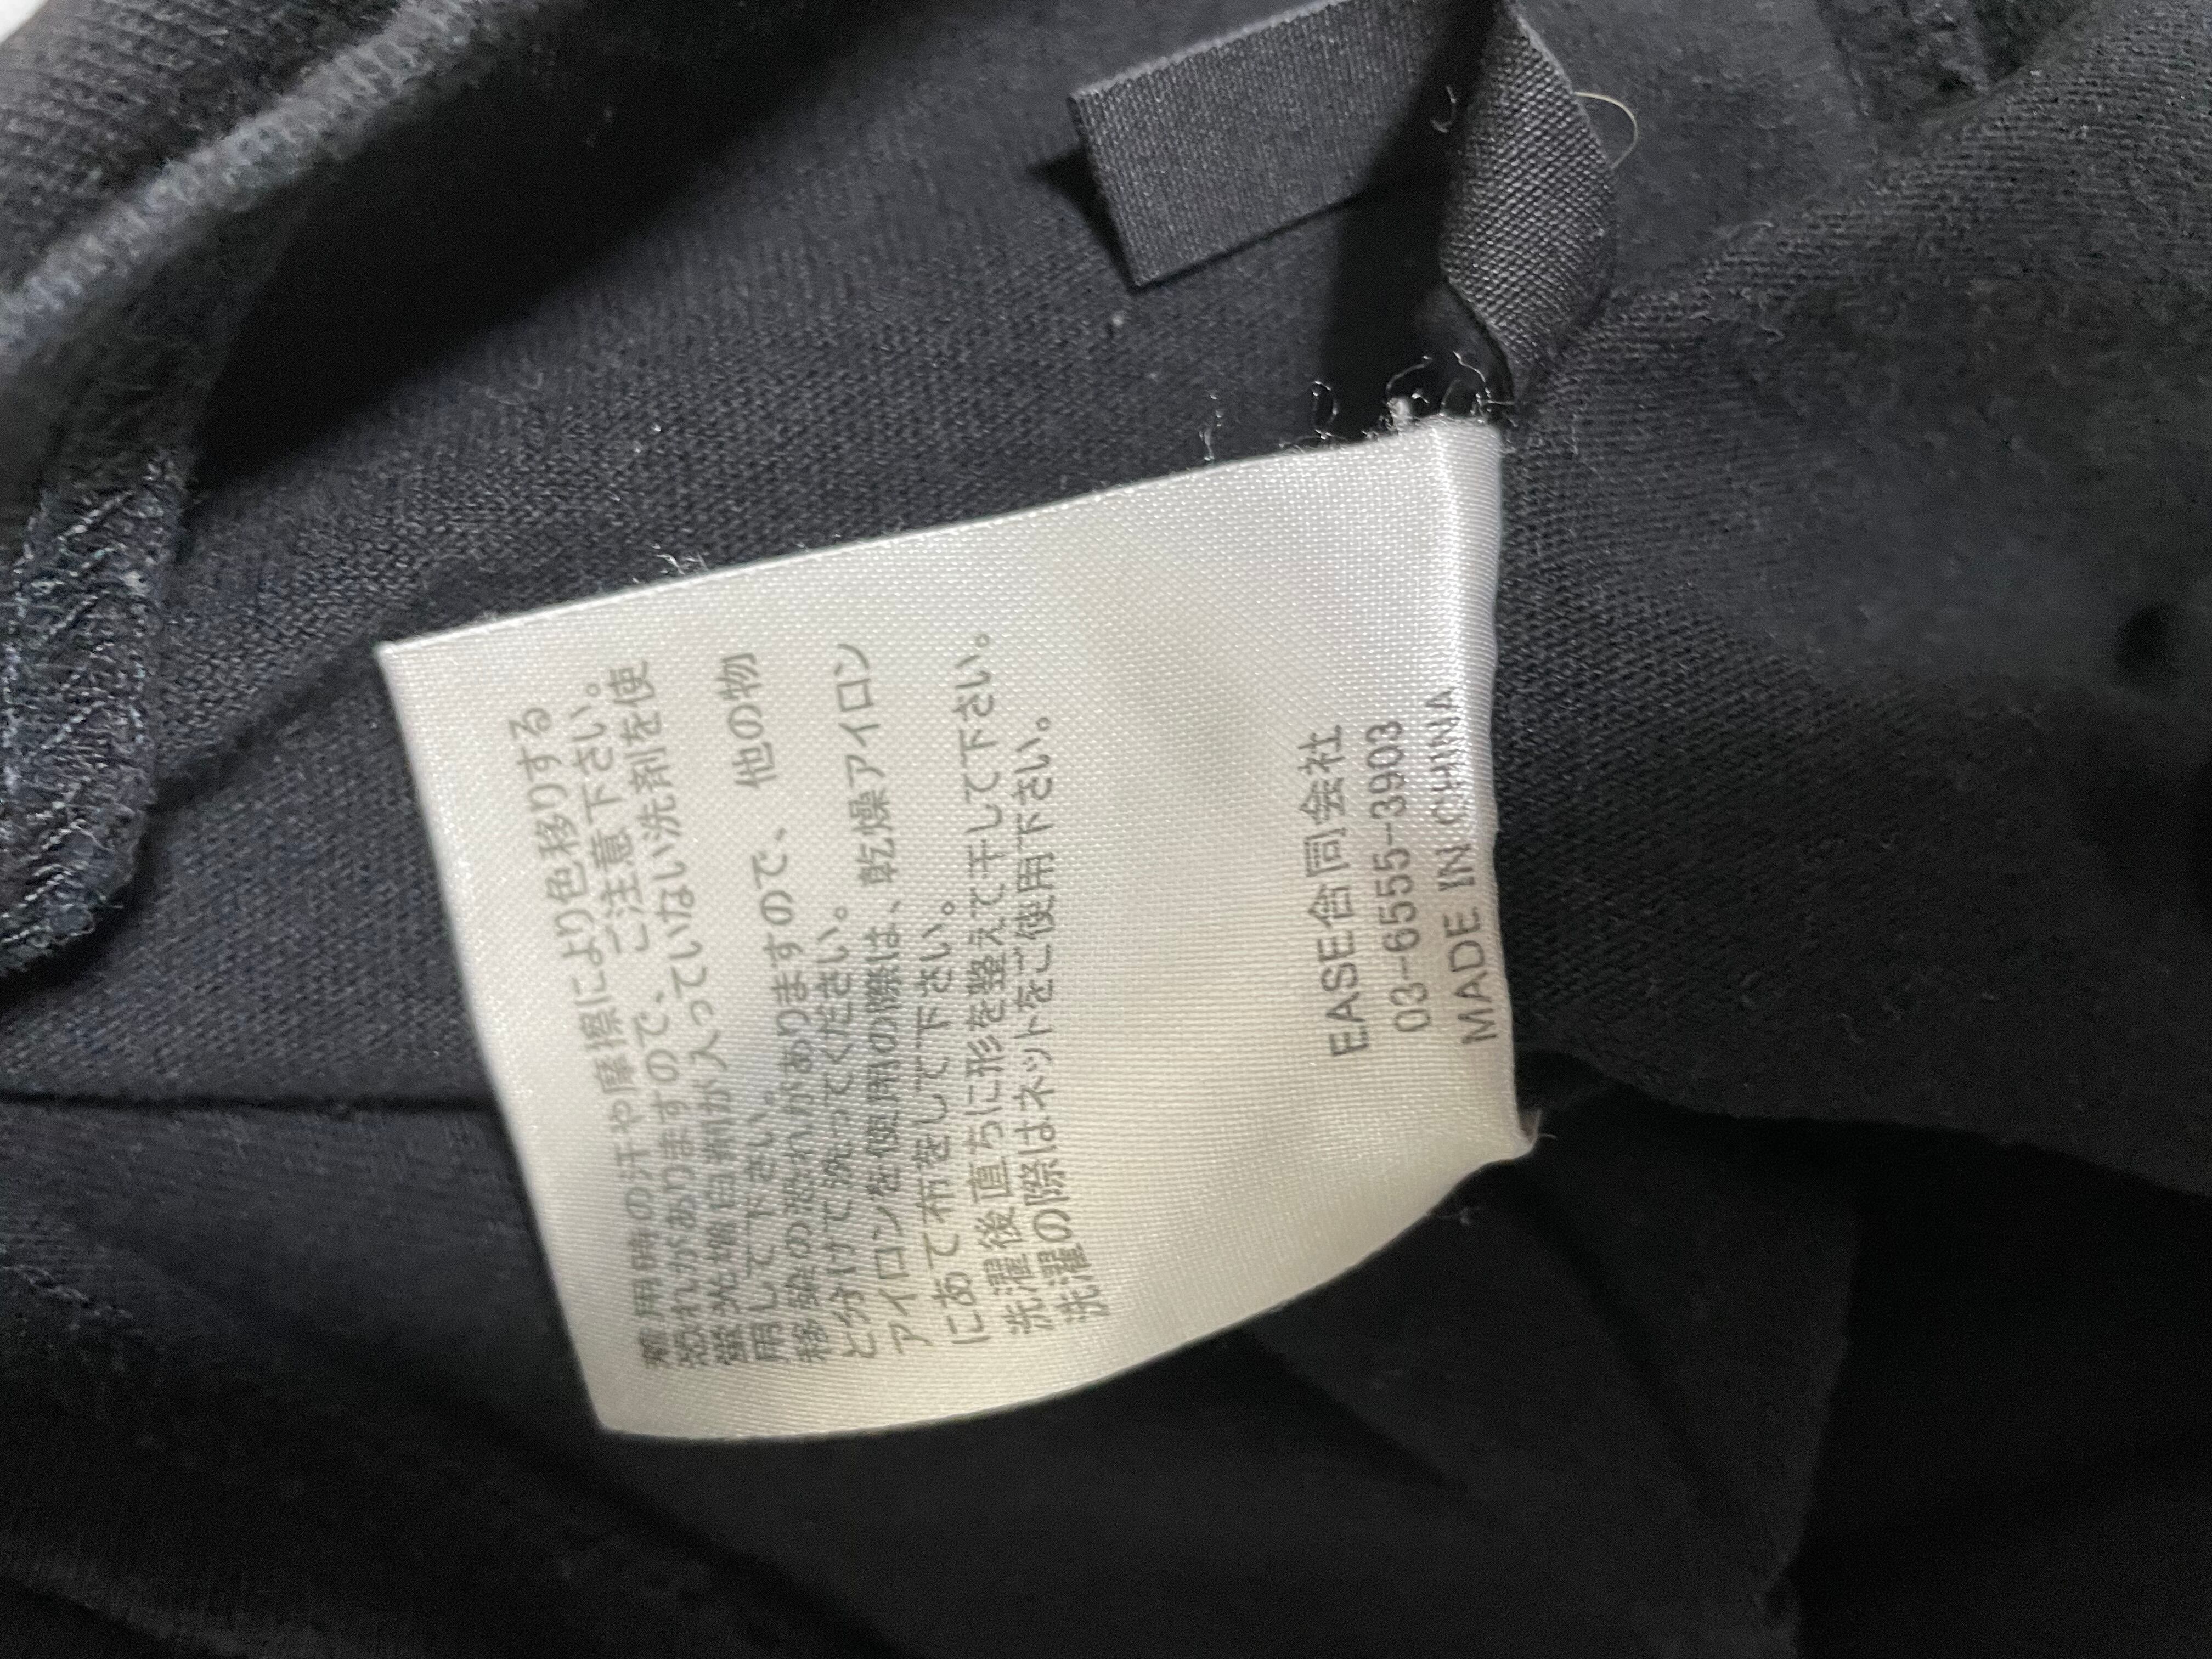 着用時の汗や摩擦により色移りする
恐れがありますので、ご注意下さい。
蛍光増白剤が入っていない洗剤を使
用して下さい。
移染の恐れがありますので、他の物
と分けて洗ってください。
アイロンを使用の際は、乾燥アイロン
にあて布をして下さい。
洗濯後直ちに形を整えて干して下さい。
洗濯の際はネットをご使用下さい。
EASE合同会社
03-6555-3903
MADE IN CHINA